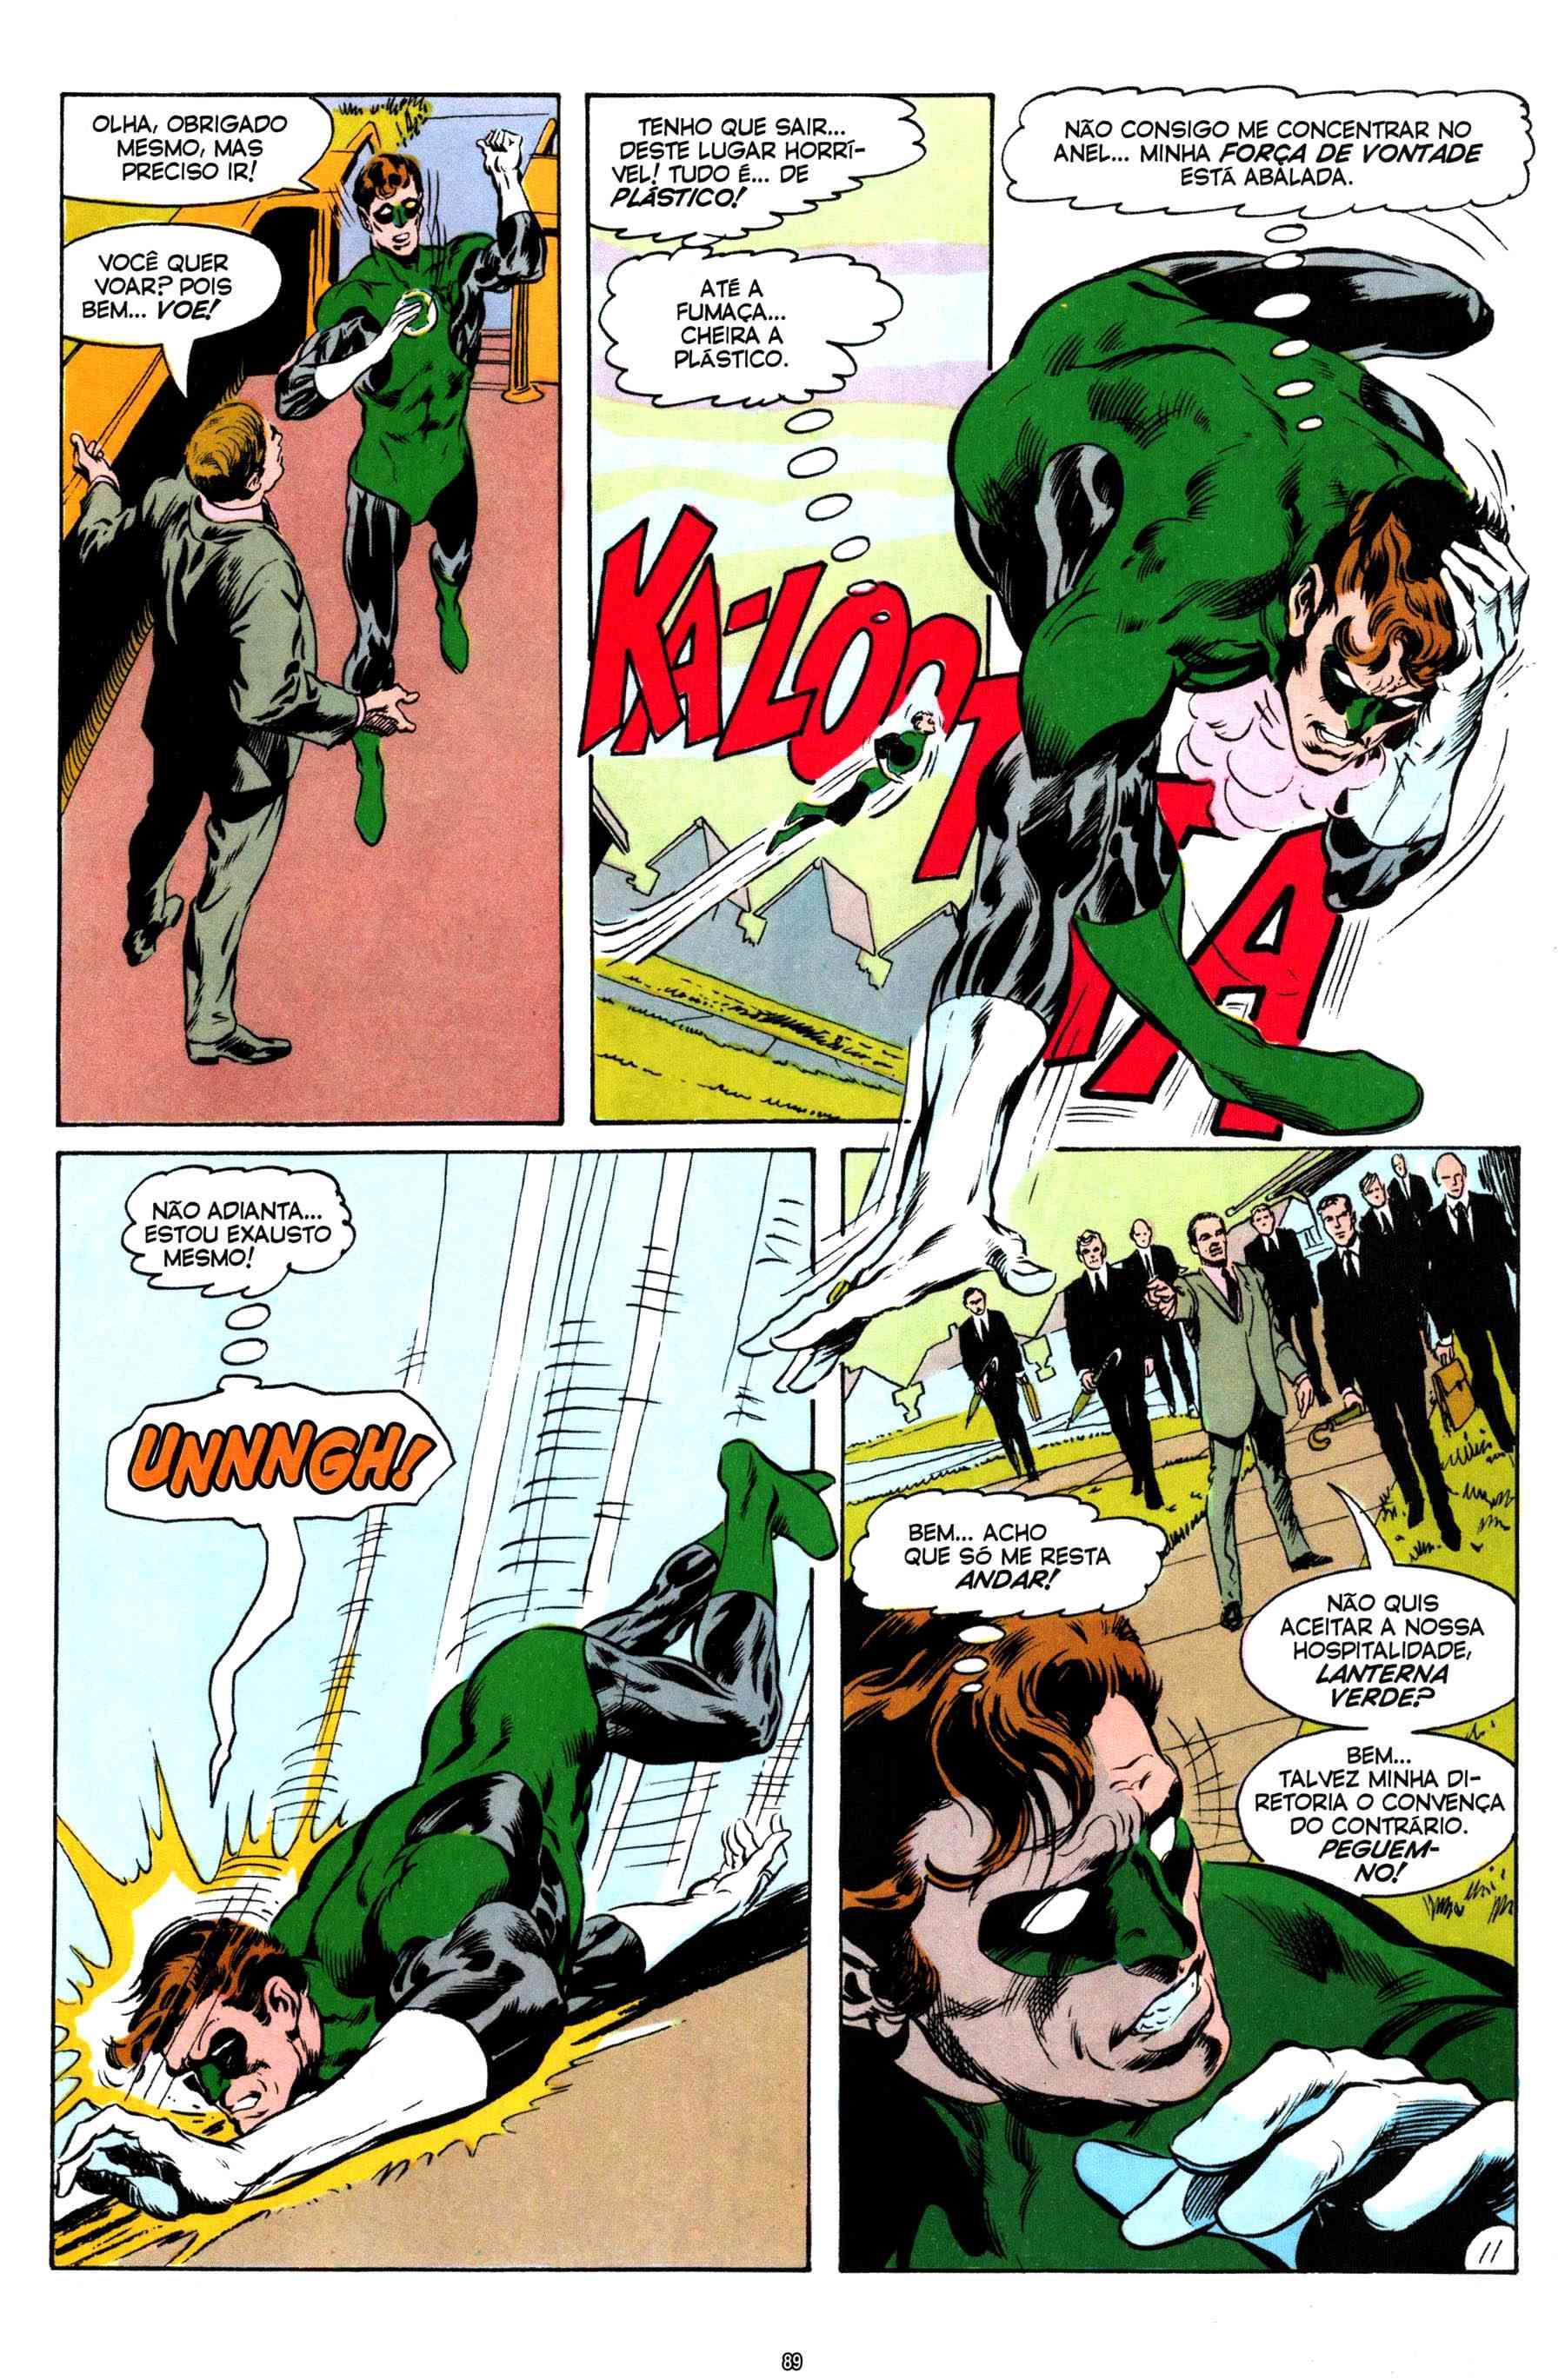 OLHA, OBRIGADO
MESMO, MAS
PRECISO IR!
VOCÊ QUER
VOAR? POIS
BEM... VOE!
TENHO QUE SAIR...
DESTE LUGAR HORRÍ-
VEL! TUDO É... DE
PLÁSTICO!
ATÉ A
FUMAÇA...
CHEIRA A
PLÁSTICO.
KA-LOOTA
NÃO CONSIGO ME CONCENTRAR NO
ANEL... MINHA FORÇA DE VONTADE
ESTÁ ABALADA.
NÃO ADIANTA...
ESTOU EXAUSTO
MESMO!
UNNNNGH!
BEM... ACHO
QUE SÓ ME RESTA
ANDAR!
NÃO QUIS
ACEITAR A NOSSA
HOSPITALIDADE,
LANTERNA
VERDE?
BEM...
TALVEZ MINHA DI-
RETORIA O CONVENÇA
DO CONTRÁRIO.
PEGUEM-
NO!
11
89